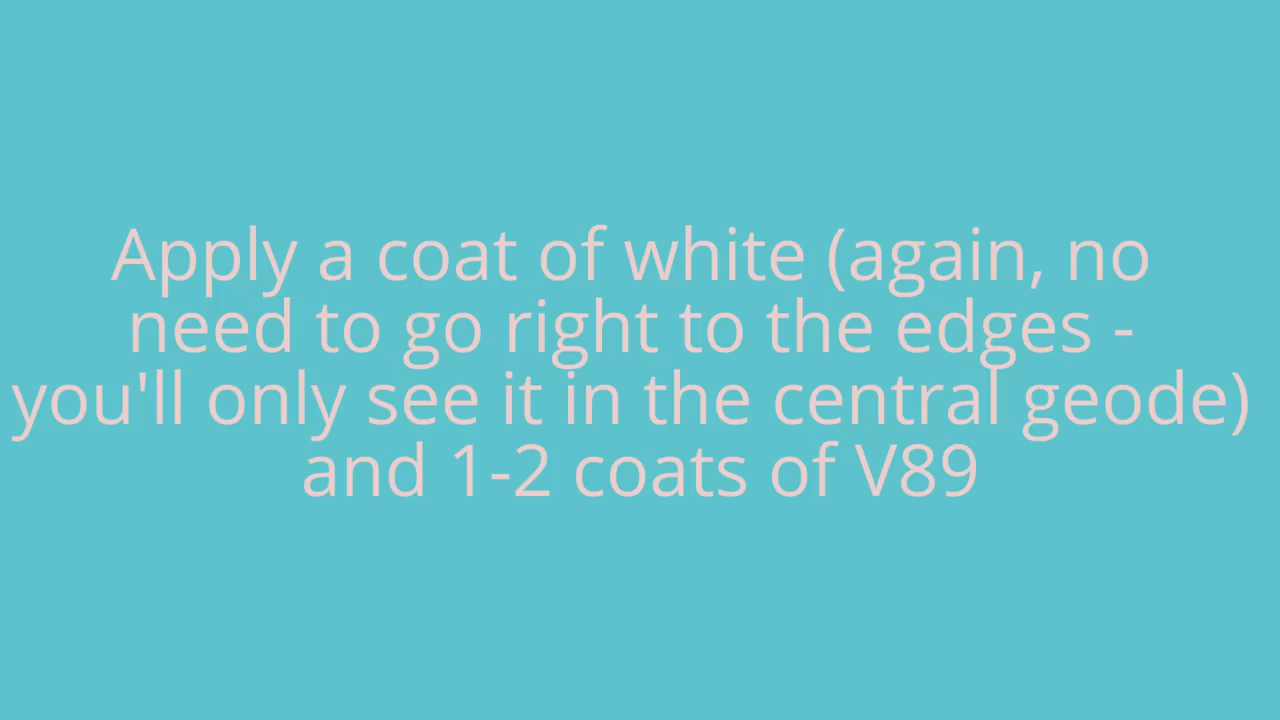 Apply a coat of white (again, no
need to go right to the edges -
you'll only see it in the central geode)
and 1-2 coats of V89